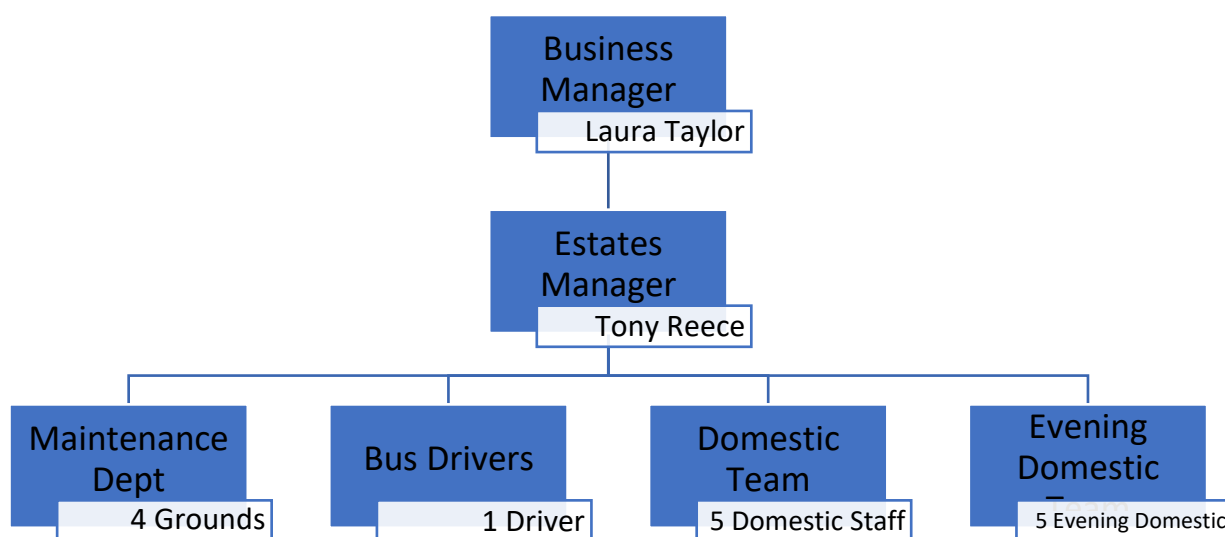 Business
Manager
Laura Taylor
Estates
Manager
Tony Reece
Maintenance
Dept
4 Grounds
Bus Drivers
1 Driver
Domestic
Team
5 Domestic Staff
Evening
Domestic
Team
5 Evening Domestic